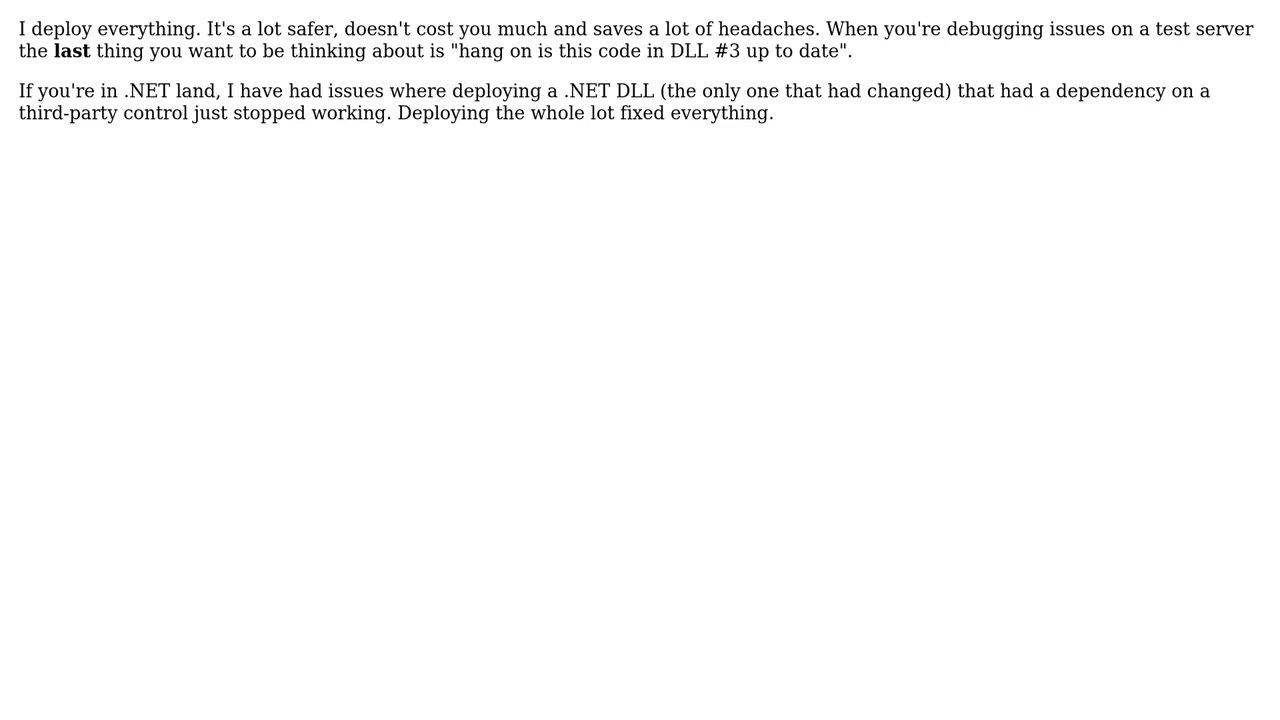 I deploy everything. It's a lot safer, doesn't cost you much and saves a lot of headaches. When you're debugging issues on a test server
the last thing you want to be thinking about is "hang on is this code in DLL #3 up to date".
If you're in .NET land, I have had issues where deploying a .NET DLL (the only one that had changed) that had a dependency on a
third-party control just stopped working. Deploying the whole lot fixed everything.